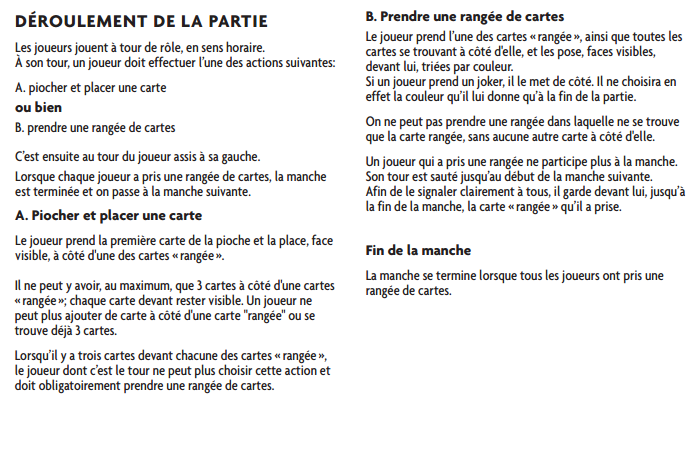 DÉROULEMENT DE LA PARTIE
Les joueurs jouent à tour de rôle, en sens horaire.
À son tour, un joueur doit effectuer l'une des actions suivantes:
A. piocher et placer une carte
ou bien
B. prendre une rangée de cartes
C'est ensuite au tour du joueur assis à sa gauche.
Lorsque chaque joueur a pris une rangée de cartes, la manche
est terminée et on passe à la manche suivante.
A. Piocher et placer une carte
Le joueur prend la première carte de la pioche et la place, face
visible, à côté d'une des cartes « rangée ».
Il ne peut y avoir, au maximum, que 3 cartes à côté d'une cartes
« rangée »; chaque carte devant rester visible. Un joueur ne
peut plus ajouter de carte à côté d'une carte "rangée" ou se
trouve déjà 3 cartes.
Lorsqu'il y a trois cartes devant chacune des cartes « rangée »,
le joueur dont c'est le tour ne peut plus choisir cette action et
doit obligatoirement prendre une rangée de cartes.
B. Prendre une rangée de cartes
Le joueur prend l'une des cartes « rangée », ainsi que toutes les
cartes se trouvant à côté d'elle, et les pose, faces visibles,
devant lui, triées par couleur.
Si un joueur prend un joker, il le met de côté. Il ne choisira en
effet la couleur qu'il lui donne qu'à la fin de la partie.
On ne peut pas prendre une rangée dans laquelle ne se trouve
que la carte rangée, sans aucune autre carte à côté d'elle.
Un joueur qui a pris une rangée ne participe plus à la manche.
Son tour est sauté jusqu'au début de la manche suivante.
Afin de le signaler clairement à tous, il garde devant lui, jusqu'à
la fin de la manche, la carte « rangée » qu'il a prise.
Fin de la manche
La manche se termine lorsque tous les joueurs ont pris une
rangée de cartes.